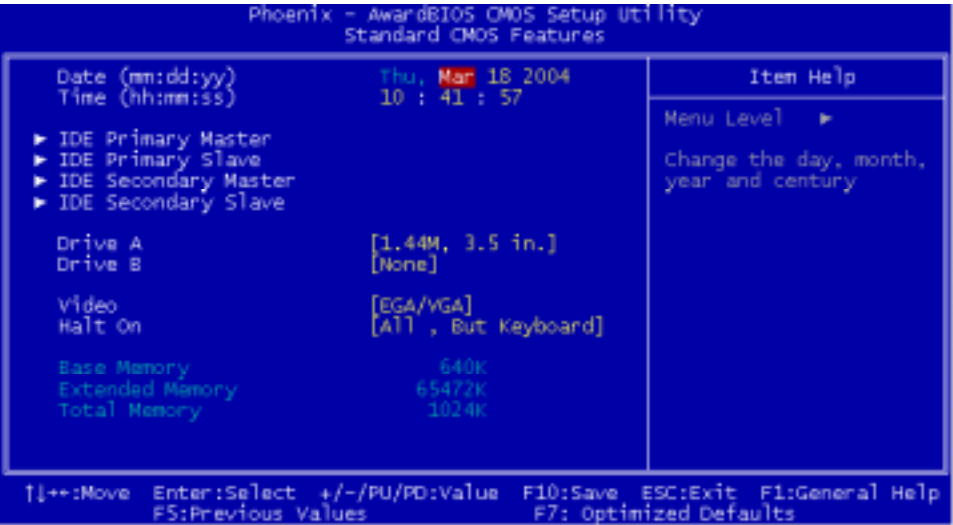 Phoenix - AwardBIOS CMOS Setup Utility
Standard CMOS Features
Date (mm:dd:yy) Thu, Mar 18 2004
Time (hh:mm:ss) 10 : 41 : 57
► IDE Primary Master
► IDE Primary Slave
► IDE Secondary Master
► IDE Secondary Slave
Drive A [1.44M, 3.5 in.]
Drive B [None]
Video [EGA/VGA]
Halt On [All , But Keyboard]
Base Memory 640K
Extended Memory 65472K
Total Memory 1024K
Item Help
Menu Level ►
Change the day, month,
year and century
↑↓→←:Move Enter:Select +/-/PU/PD:Value F10:Save ESC:Exit F1:General Help
F5:Previous Values F7: Optimized Defaults